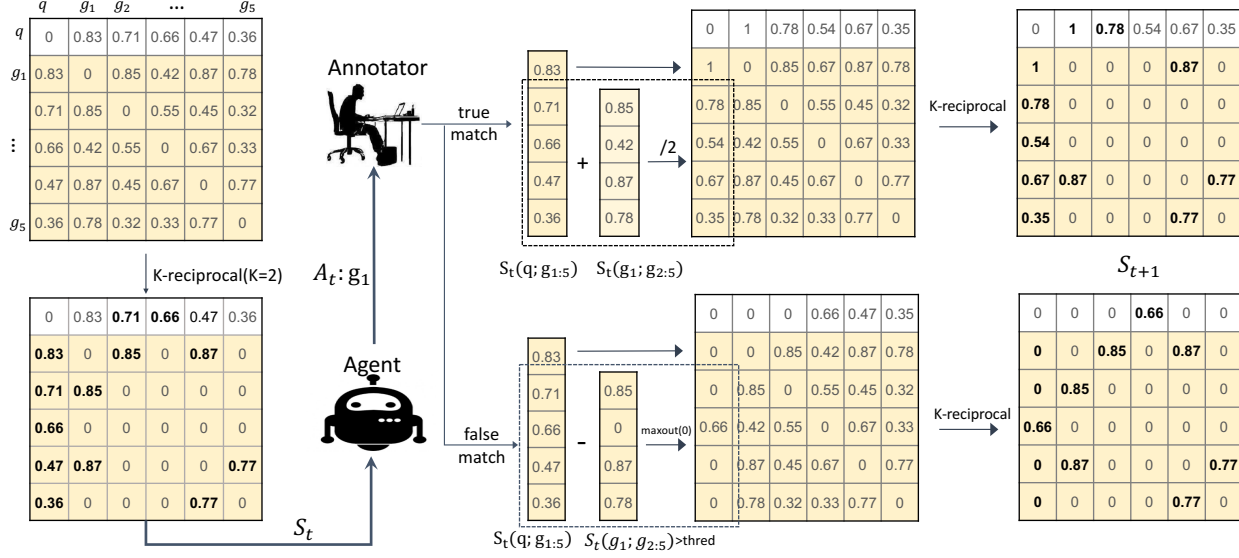 q g₁ g₂ ... g₅
q 0 0.83 0.71 0.66 0.47 0.36
g₁ 0.83 0 0.85 0.42 0.87 0.78
0.71 0.85 0 0.55 0.45 0.32
... 0.66 0.42 0.55 0 0.67 0.33
0.47 0.87 0.45 0.67 0 0.77
g₅ 0.36 0.78 0.32 0.33 0.77 0
K-reciprocal(K=2)
0 0.83 0.71 0.66 0.47 0.36
0.83 0 0.85 0 0.87 0
0.71 0.85 0 0 0 0
0.66 0 0 0 0 0
0.47 0.87 0 0 0 0.77
0.36 0 0 0 0.77 0
Sₜ
Agent
Aₜ: g₁
Annotator
true
match
0.83
0.71
0.66
0.47
0.36
+
0.85
0.42
0.87
0.78
/2
Sₜ(q; g₁:₅) Sₜ(g₁; g₂:₅)
0 1 0.78 0.54 0.67 0.35
1 0 0.85 0.67 0.87 0.78
0.78 0.85 0 0.55 0.45 0.32
0.54 0.42 0.55 0 0.67 0.33
0.67 0.87 0.45 0.67 0 0.77
0.35 0.78 0.32 0.33 0.77 0
K-reciprocal
0 1 0.78 0.54 0.67 0.35
1 0 0 0 0.87 0
0.78 0 0 0 0 0
0.54 0 0 0 0 0
0.67 0.87 0 0 0 0.77
0.35 0 0 0 0.77 0
Sₜ₊₁
false
match
0.83
0.71
0.66
0.47
0.36
-
0.85
0
0.87
0.78
maxout(0)
Sₜ(q; g₁:₅) Sₜ(g₁; g₂:₅)>thred
0 0 0 0.66 0.47 0.35
0 0 0.85 0.42 0.87 0.78
0 0.85 0 0.55 0.45 0.32
0.66 0.42 0.55 0 0.67 0.33
0 0.87 0.45 0.67 0 0.77
0 0.78 0.32 0.33 0.77 0
K-reciprocal
0 0 0 0.66 0 0
0 0 0.85 0 0.87 0
0 0.85 0 0 0 0
0.66 0 0 0 0 0
0 0.87 0 0 0 0.77
0 0 0 0 0.77 0